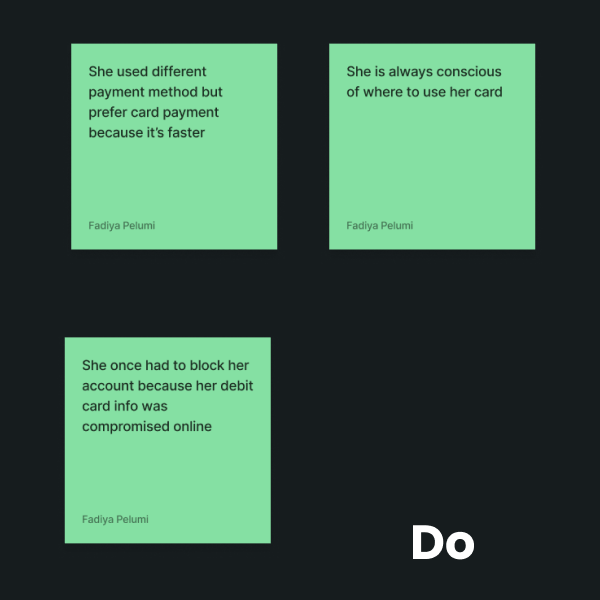 She used different
payment method but
prefer card payment
because it’s faster
Fadiya Pelumi
She is always conscious
of where to use her card
Fadiya Pelumi
She once had to block her
account because her debit
card info was
compromised online
Fadiya Pelumi
Do